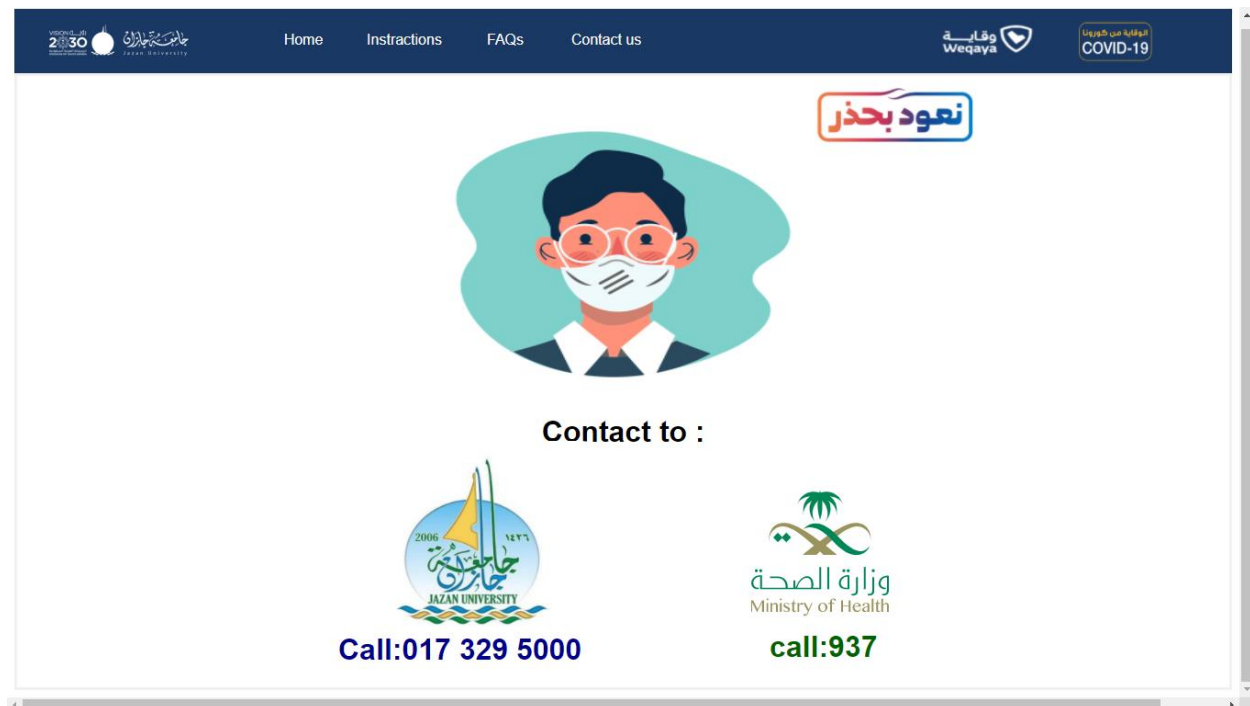 VISION رؤية
2030
جامعة جازان
Jazan University
Home
Instractions
FAQs
Contact us
وقايــــة
Weqaya
الوقاية من كورونا
COVID-19
نعود بحذر
Contact to :
2006 ١٤٢٦
جامعة
جازان
JAZAN UNIVERSITY
وزارة الصحة
Ministry of Health
Call:017 329 5000
call:937